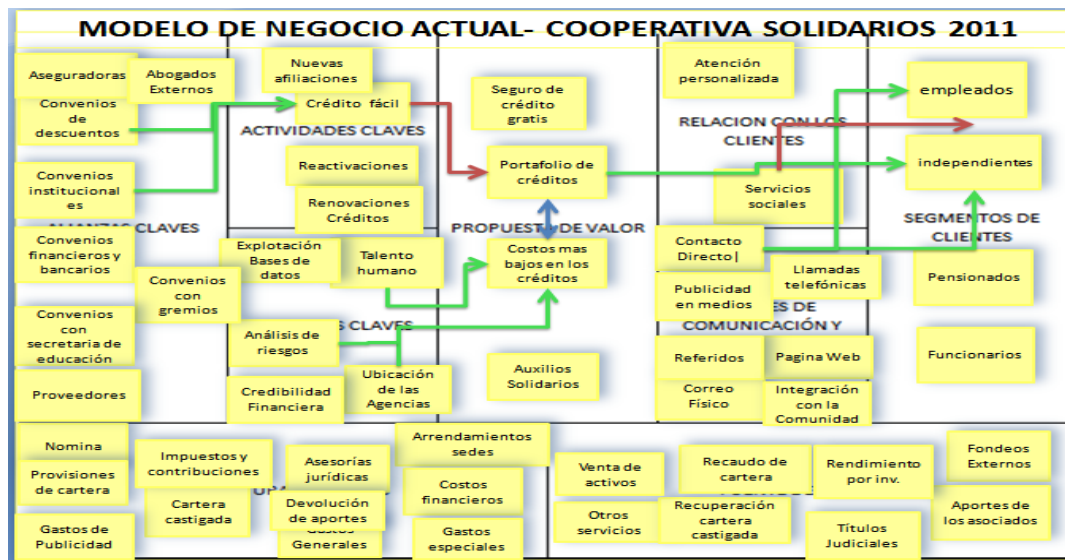 MODELO DE NEGOCIO ACTUAL- COOPERATIVA SOLIDARIOS 2011
Aseguradoras
Abogados
Externos
Convenios
de
descuentos
Convenios
institucional
es
ALIANZAS CLAVES
Convenios
financieros y
bancarios
Convenios
con
gremios
Convenios
con
secretaria de
educación
Proveedores
Nuevas
afiliaciones
Crédito fácil
ACTIVIDADES CLAVES
Reactivaciones
Renovaciones
Créditos
Explotación
Bases de
datos
Talento
humano
CLAVES
Análisis de
riesgos
Credibilidad
Financiera
Ubicación
de las
Agencias
Seguro de
crédito
gratis
Portafolio de
créditos
PROPUESTA DE VALOR
Costos mas
bajos en los
créditos
Auxilios
Solidarios
Atención
personalizada
RELACION CON LOS
CLIENTES
Servicios
sociales
Contacto
Directo|
Llamadas
telefónicas
Publicidad
en medios
DE
COMUNICACIÓN Y
Referidos
Pagina Web
Correo
Físico
Integración
con la
Comunidad
empleados
independientes
SEGMENTOS DE
CLIENTES
Pensionados
Funcionarios
Nomina
Provisiones
de cartera
Gastos de
Publicidad
Impuestos y
contribuciones
Cartera
castigada
Asesorías
jurídicas
Devolución
de aportes
Gastos
Generales
Arrendamientos
sedes
Costos
financieros
Gastos
especiales
Venta de
activos
Otros
servicios
Recaudo de
cartera
Recuperación
cartera
castigada
Rendimiento
por inv.
Títulos
Judiciales
Fondeos
Externos
Aportes de
los asociados